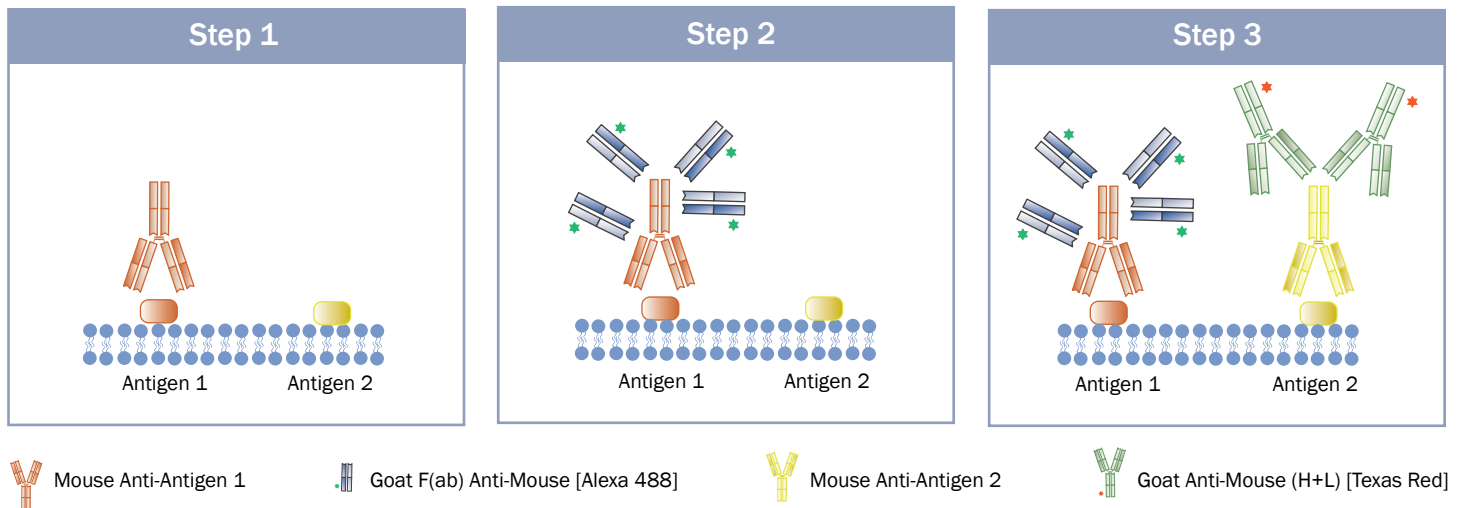 Step 1
Step 2
Step 3
Antigen 1
Antigen 2
Antigen 1
Antigen 2
Antigen 1
Antigen 2
Mouse Anti-Antigen 1
Goat F(ab) Anti-Mouse [Alexa 488]
Mouse Anti-Antigen 2
Goat Anti-Mouse (H+L) [Texas Red]